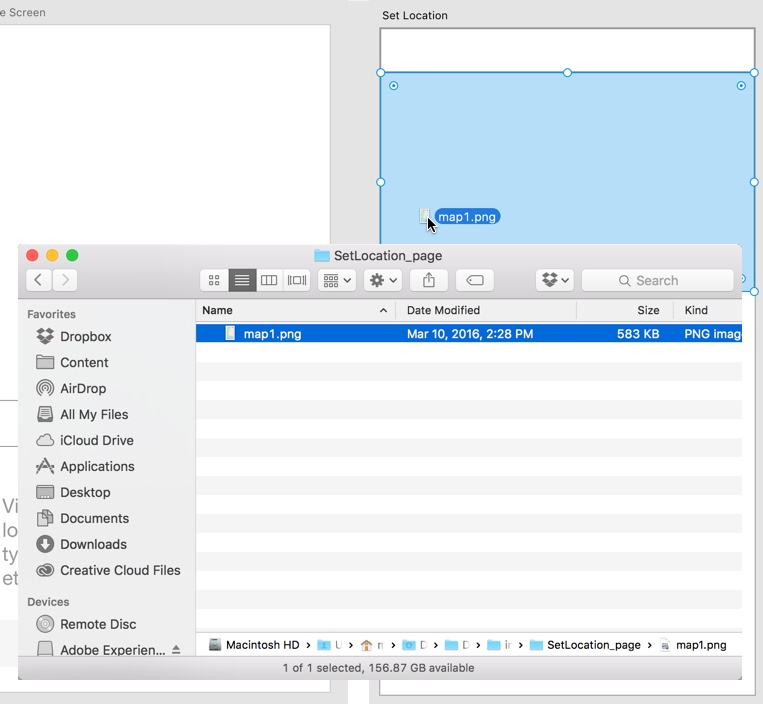 e Screen
Set Location
map1.png
SetLocation_page
Search
Name Date Modified Size Kind
map1.png Mar 10, 2016, 2:28 PM 583 KB PNG imag
Favorites
Dropbox
Content
AirDrop
All My Files
iCloud Drive
Applications
Desktop
Documents
Downloads
Creative Cloud Files
Devices
Remote Disc
Adobe Experien...
Vi
lo
ty
et
Macintosh HD › U › n › D › D › in › SetLocation_page › map1.png
1 of 1 selected, 156.87 GB available